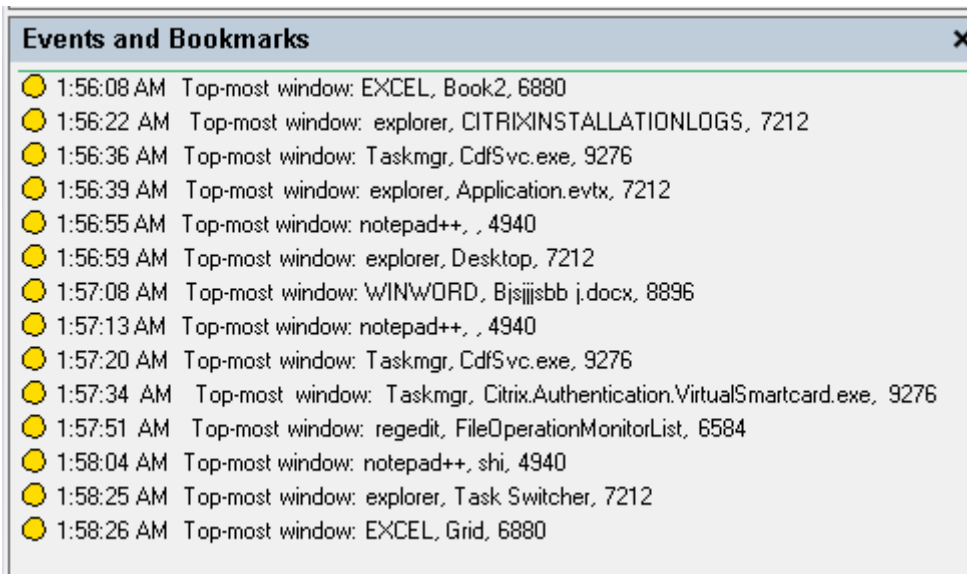 Events and Bookmarks
1:56:08 AM Top-most window: EXCEL, Book2, 6880
1:56:22 AM Top-most window: explorer, CITRIXINSTALLATIONLOGS, 7212
1:56:36 AM Top-most window: Taskmgr, CdfSvc.exe, 9276
1:56:39 AM Top-most window: explorer, Application.evtx, 7212
1:56:55 AM Top-most window: notepad++, , 4940
1:56:59 AM Top-most window: explorer, Desktop, 7212
1:57:08 AM Top-most window: WINWORD, Bjsjjjsbb j.docx, 8896
1:57:13 AM Top-most window: notepad++, , 4940
1:57:20 AM Top-most window: Taskmgr, CdfSvc.exe, 9276
1:57:34 AM Top-most window: Taskmgr, Citrix.Authentication.VirtualSmartcard.exe, 9276
1:57:51 AM Top-most window: regedit, FileOperationMonitorList, 6584
1:58:04 AM Top-most window: notepad++, shi, 4940
1:58:25 AM Top-most window: explorer, Task Switcher, 7212
1:58:26 AM Top-most window: EXCEL, Grid, 6880